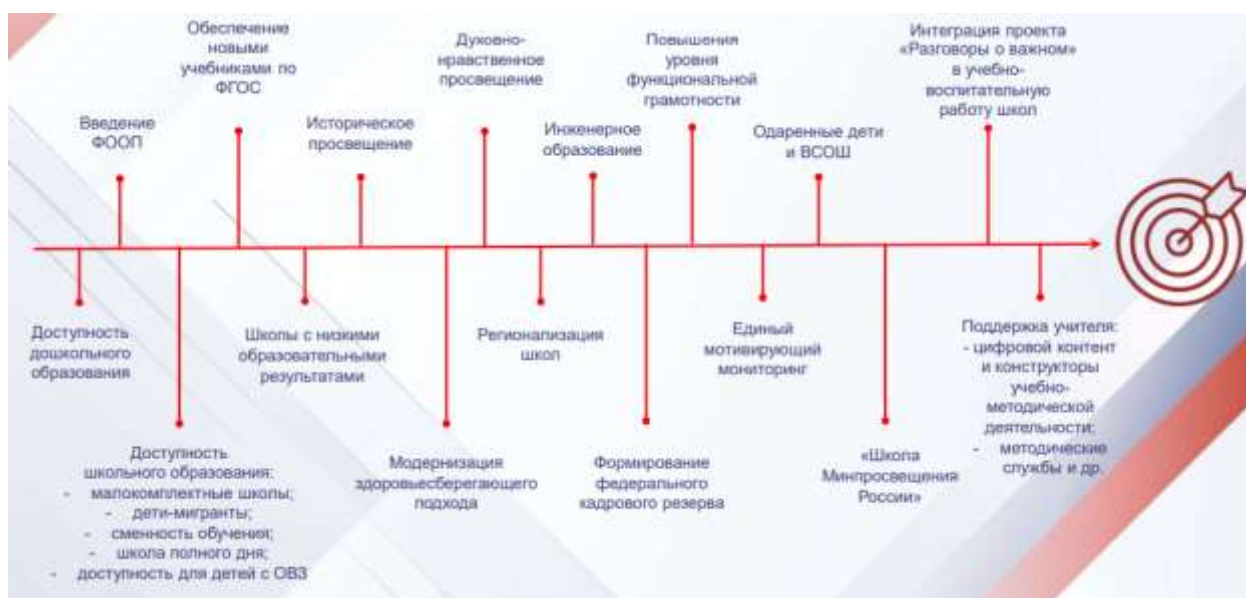 Обеспечение
новыми
учебниками по
ФГОС
Духовно-
нравственное
просвещение
Повышения
уровня
функциональной
грамотности
Интеграция проекта
«Разговоры о важном»
в учебно-
воспитательную
работу школ
Введение
ФООП
Историческое
просвещение
Инженерное
образование
Одаренные дети
и ВСОШ
Доступность
дошкольного
образования
Школы с низкими
образовательными
результатами
Регионализация
школ
Единый
мотивирующий
мониторинг
Поддержка учителя:
- цифровой контент
и конструкторы
учебно-
методической
деятельности;
- методические
службы и др.
Доступность
школьного образования:
- малокомплектные школы;
- дети-мигранты;
- сменность обучения;
- школа полного дня;
- доступность для детей с ОВЗ
Модернизация
здоровьесберегающего
подхода
Формирование
федерального
кадрового резерва
«Школа
Минпросвещения
России»